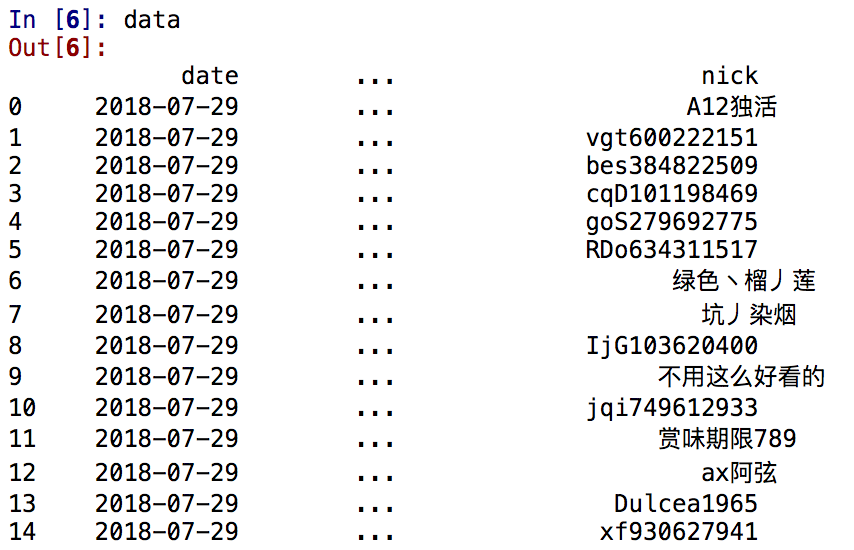 In [6]: data
Out[6]:
date ... nick
0 2018-07-29 ... A12独活
1 2018-07-29 ... vgt600222151
2 2018-07-29 ... bes384822509
3 2018-07-29 ... cqD101198469
4 2018-07-29 ... goS279692775
5 2018-07-29 ... RDo634311517
6 2018-07-29 ... 绿色丶榴丿莲
7 2018-07-29 ... 坑丿染烟
8 2018-07-29 ... IjG103620400
9 2018-07-29 ... 不用这么好看的
10 2018-07-29 ... jqi749612933
11 2018-07-29 ... 赏味期限789
12 2018-07-29 ... ax阿弦
13 2018-07-29 ... Dulcea1965
14 2018-07-29 ... xf930627941